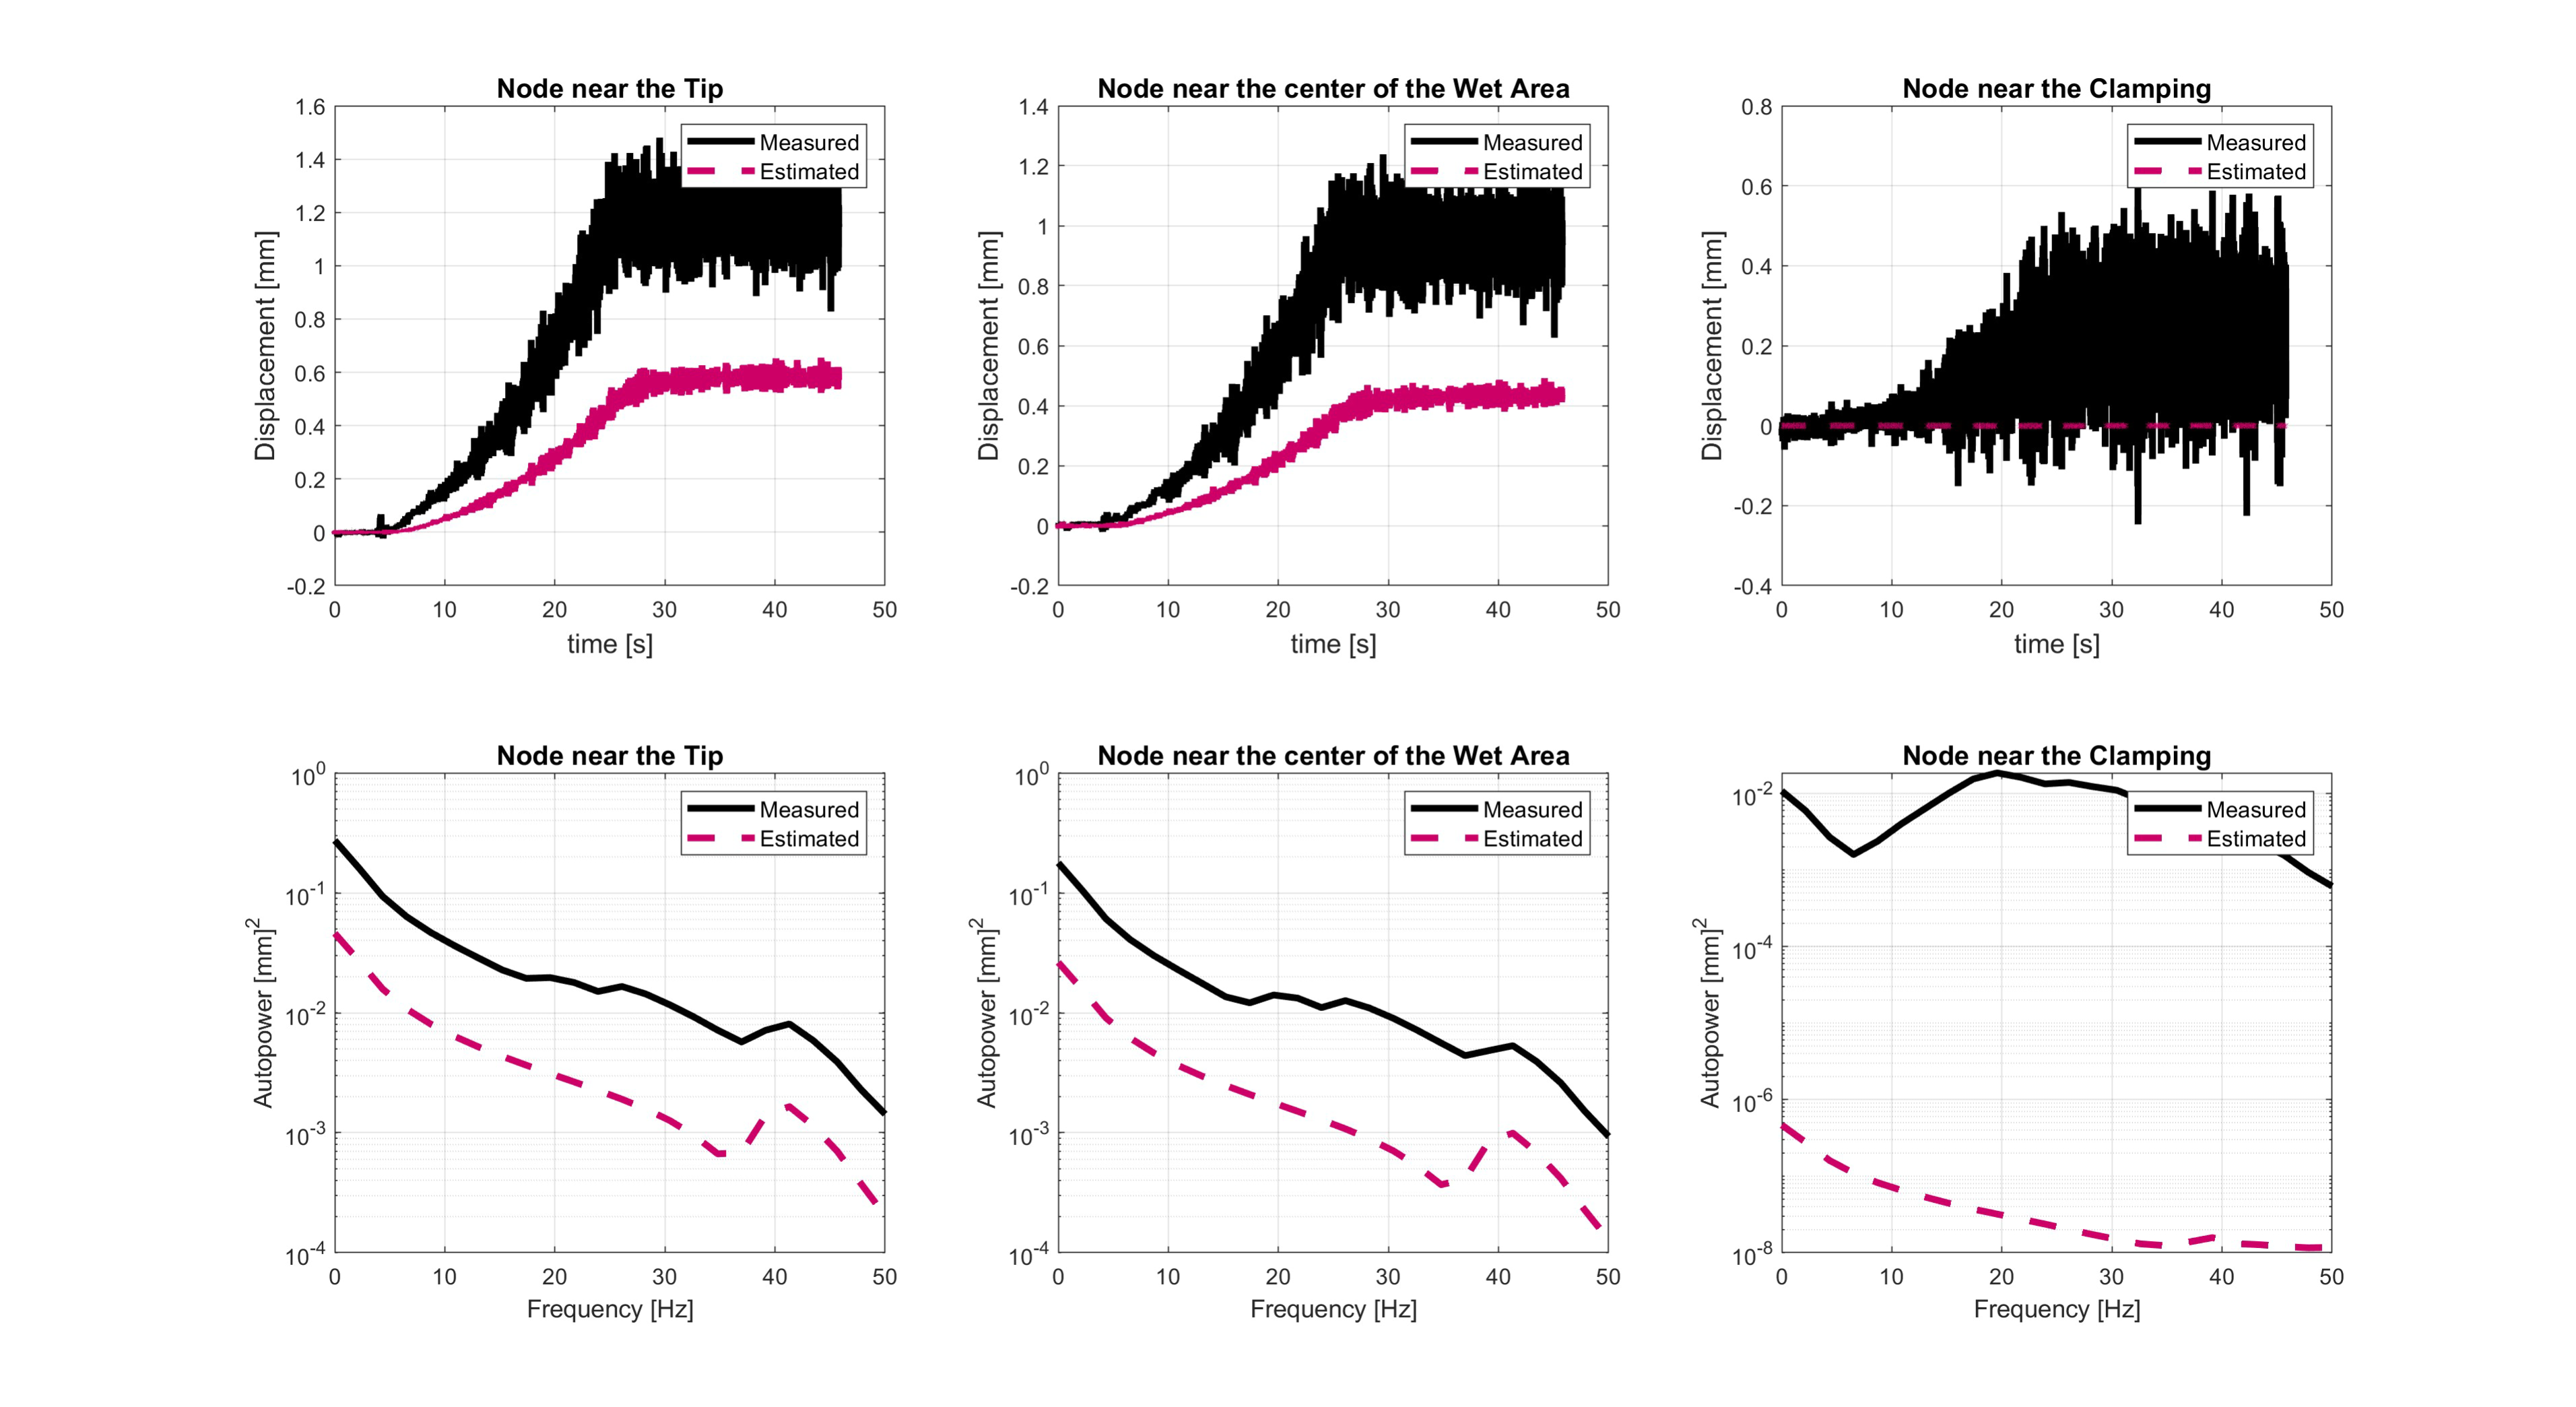 Node near the Tip
1.6
1.4
1.2
1
0.8
0.6
0.4
0.2
0
-0.2
Displacement [mm]
Measured
Estimated
0 10 20 30 40 50
time [s]
Node near the center of the Wet Area
1.4
1.2
1
0.8
0.6
0.4
0.2
0
-0.2
Displacement [mm]
Measured
Estimated
0 10 20 30 40 50
time [s]
Node near the Clamping
0.8
0.6
0.4
0.2
0
-0.2
-0.4
Displacement [mm]
Measured
Estimated
0 10 20 30 40 50
time [s]
Node near the Tip
10^0
10^-1
10^-2
10^-3
10^-4
Autopower [mm]^2
Measured
Estimated
0 10 20 30 40 50
Frequency [Hz]
Node near the center of the Wet Area
10^0
10^-1
10^-2
10^-3
10^-4
Autopower [mm]^2
Measured
Estimated
0 10 20 30 40 50
Frequency [Hz]
Node near the Clamping
10^-2
10^-4
10^-6
10^-8
Autopower [mm]^2
Measured
Estimated
0 10 20 30 40 50
Frequency [Hz]